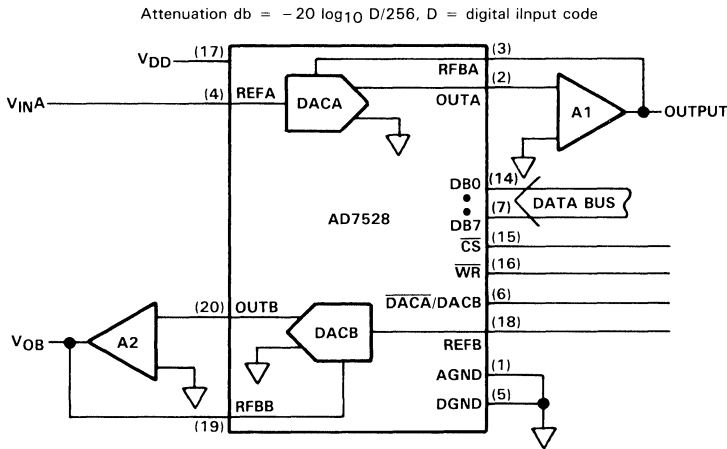 Attenuation db = −20 log10 D/256, D = digital iInput code
VDD (17)
(3)
RFBA
(2)
OUTA
VINA (4) REFA
DACA
A1
OUTPUT
DB0 (14)
DATA BUS
DB7 (7)
AD7528
CS (15)
WR (16)
DACA/DACB (6)
(18)
REFB
(20) OUTB
DACB
VOB
A2
RFBB
(19)
AGND (1)
DGND (5)